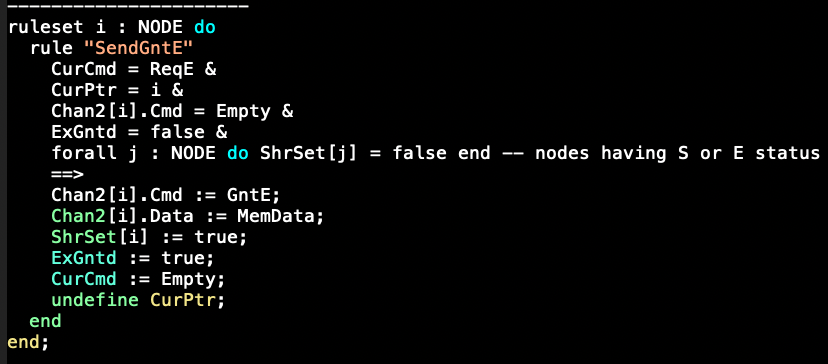 ----------------------
ruleset i : NODE do
  rule "SendGntE"
    CurCmd = ReqE &
    CurPtr = i &
    Chan2[i].Cmd = Empty &
    ExGntd = false &
    forall j : NODE do ShrSet[j] = false end -- nodes having S or E status
    ==>
    Chan2[i].Cmd := GntE;
    Chan2[i].Data := MemData;
    ShrSet[i] := true;
    ExGntd := true;
    CurCmd := Empty;
    undefine CurPtr;
  end
end;